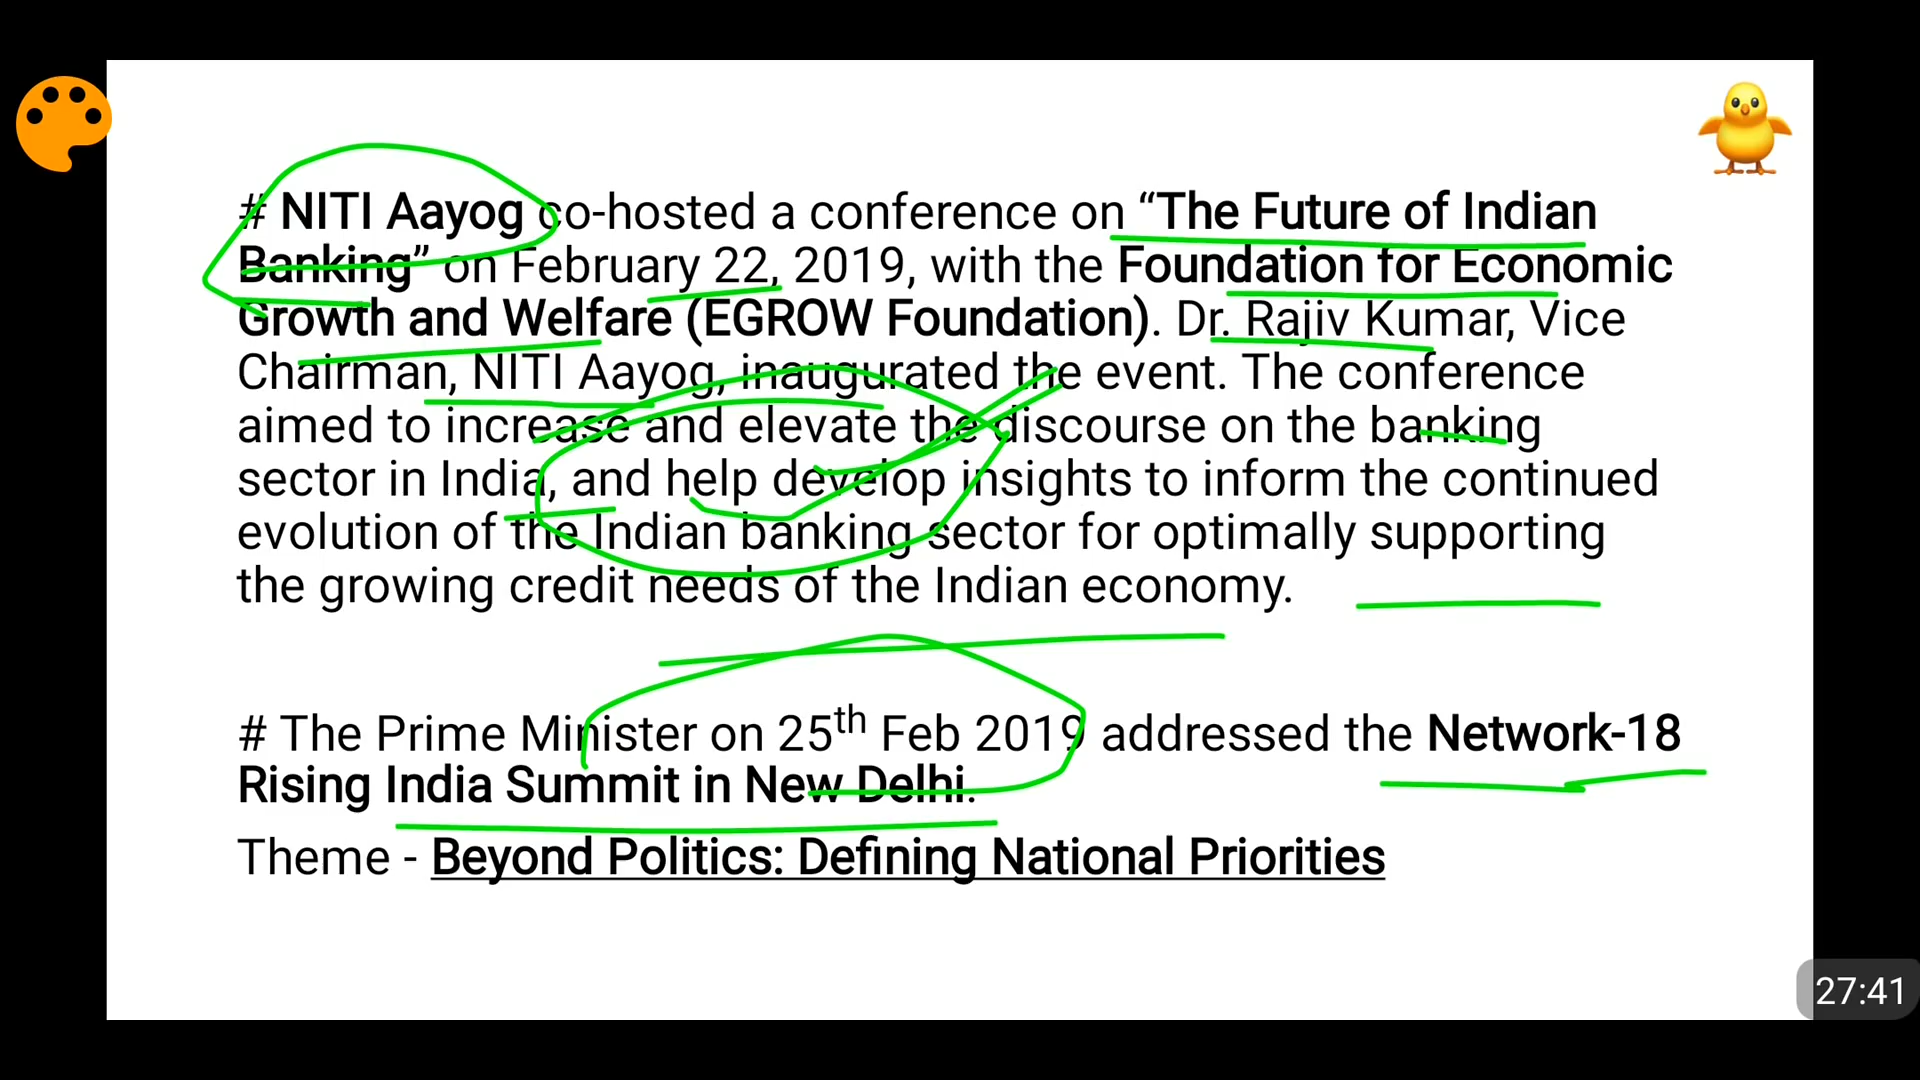 # NITI Aayog co-hosted a conference on “The Future of Indian
Banking” on February 22, 2019, with the Foundation for Economic
Growth and Welfare (EGROW Foundation). Dr. Rajiv Kumar, Vice
Chairman, NITI Aayog, inaugurated the event. The conference
aimed to increase and elevate the discourse on the banking
sector in India, and help develop insights to inform the continued
evolution of the Indian banking sector for optimally supporting
the growing credit needs of the Indian economy.
# The Prime Minister on 25th Feb 2019 addressed the Network-18
Rising India Summit in New Delhi.
Theme - Beyond Politics: Defining National Priorities
27:41